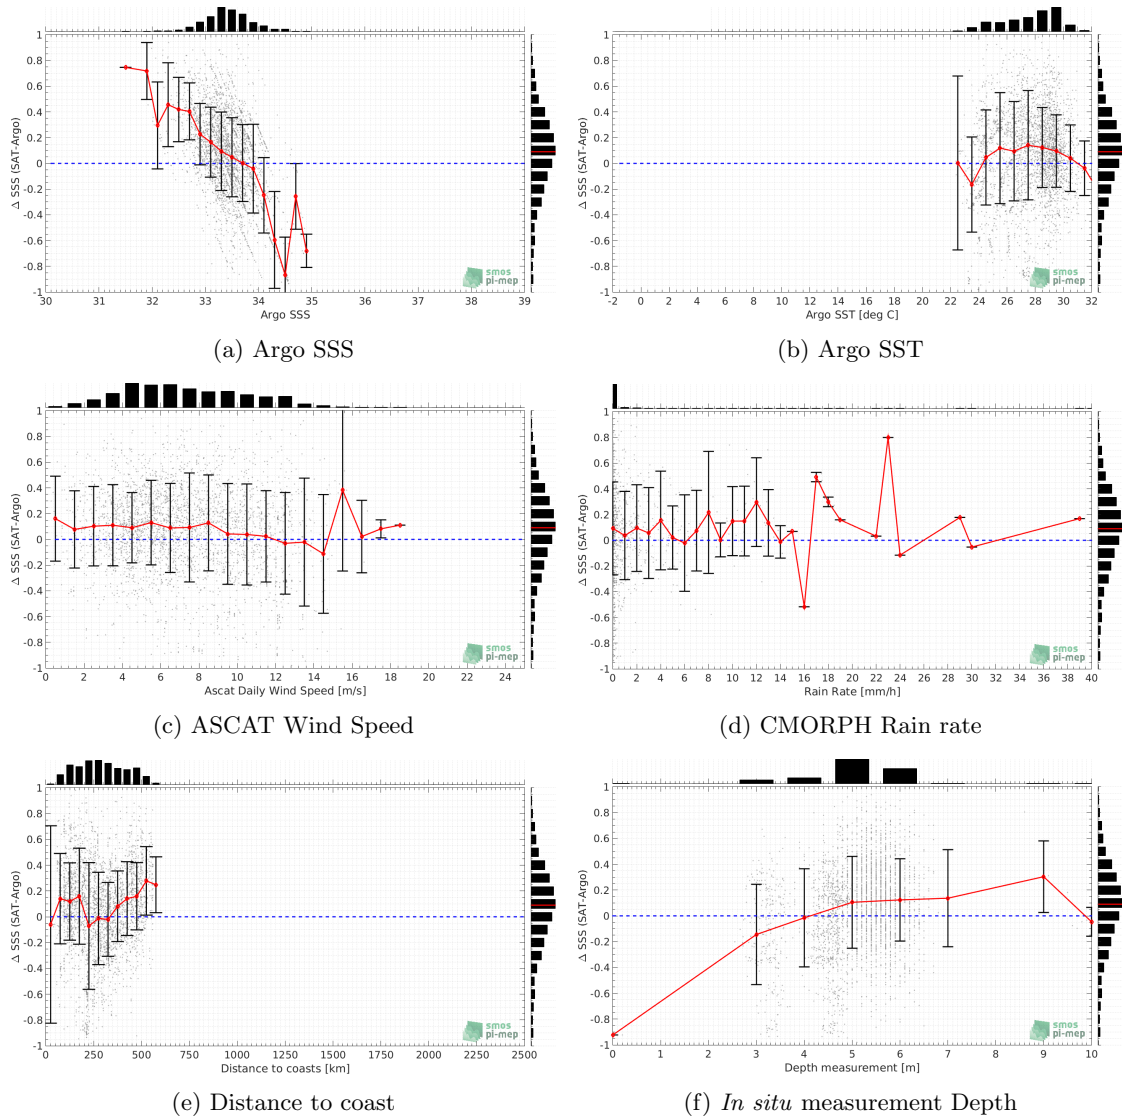 1
0.8
0.6
0.4
0.2
0
-0.2
-0.4
-0.6
-0.8
-1
Δ SSS (SAT-Argo)
30 31 32 33 34 35 36 37 38 39
Argo SSS
smos
pi-mep
(a) Argo SSS
1
0.8
0.6
0.4
0.2
0
-0.2
-0.4
-0.6
-0.8
-1
Δ SSS (SAT-Argo)
-2 0 2 4 6 8 10 12 14 16 18 20 22 24 26 28 30 32
Argo SST [deg C]
smos
pi-mep
(b) Argo SST
1
0.8
0.6
0.4
0.2
0
-0.2
-0.4
-0.6
-0.8
-1
Δ SSS (SAT-Argo)
0 2 4 6 8 10 12 14 16 18 20 22 24
Ascat Daily Wind Speed [m/s]
smos
pi-mep
(c) ASCAT Wind Speed
1
0.8
0.6
0.4
0.2
0
-0.2
-0.4
-0.6
-0.8
-1
Δ SSS (SAT-Argo)
0 2 4 6 8 10 12 14 16 18 20 22 24 26 28 30 32 34 36 38 40
Rain Rate [mm/h]
smos
pi-mep
(d) CMORPH Rain rate
1
0.8
0.6
0.4
0.2
0
-0.2
-0.4
-0.6
-0.8
-1
Δ SSS (SAT-Argo)
0 250 500 750 1000 1250 1500 1750 2000 2250 2500
Distance to coasts [km]
smos
pi-mep
(e) Distance to coast
1
0.8
0.6
0.4
0.2
0
-0.2
-0.4
-0.6
-0.8
-1
Δ SSS (SAT-Argo)
0 1 2 3 4 5 6 7 8 9 10
Depth measurement [m]
smos
pi-mep
(f) In situ measurement Depth